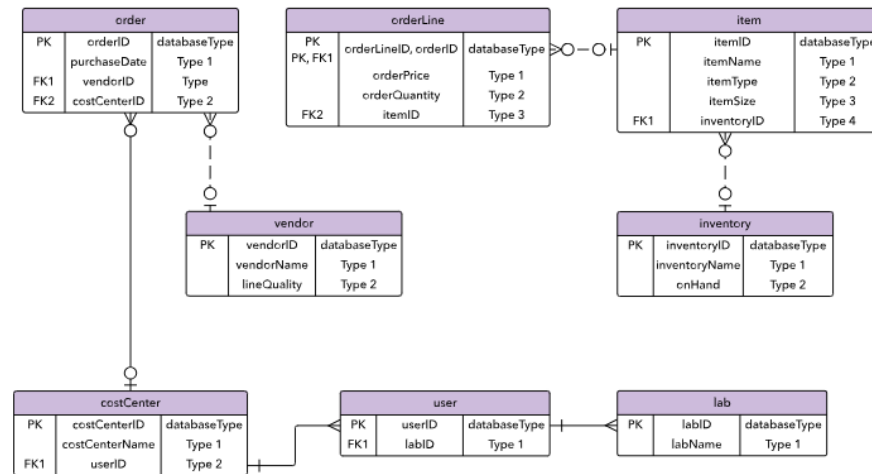 order
PK orderID databaseType
purchaseDate Type 1
FK1 vendorID Type
FK2 costCenterID Type 2
orderLine
PK
PK, FK1 orderLineID, orderID databaseType
orderPrice Type 1
orderQuantity Type 2
FK2 itemID Type 3
item
PK itemID databaseType
itemName Type 1
itemType Type 2
itemSize Type 3
FK1 inventoryID Type 4
vendor
PK vendorID databaseType
vendorName Type 1
lineQuality Type 2
inventory
PK inventoryID databaseType
inventoryName Type 1
onHand Type 2
costCenter
PK costCenterID databaseType
costCenterName Type 1
FK1 userID Type 2
user
PK userID databaseType
FK1 labID Type 1
lab
PK labID databaseType
labName Type 1